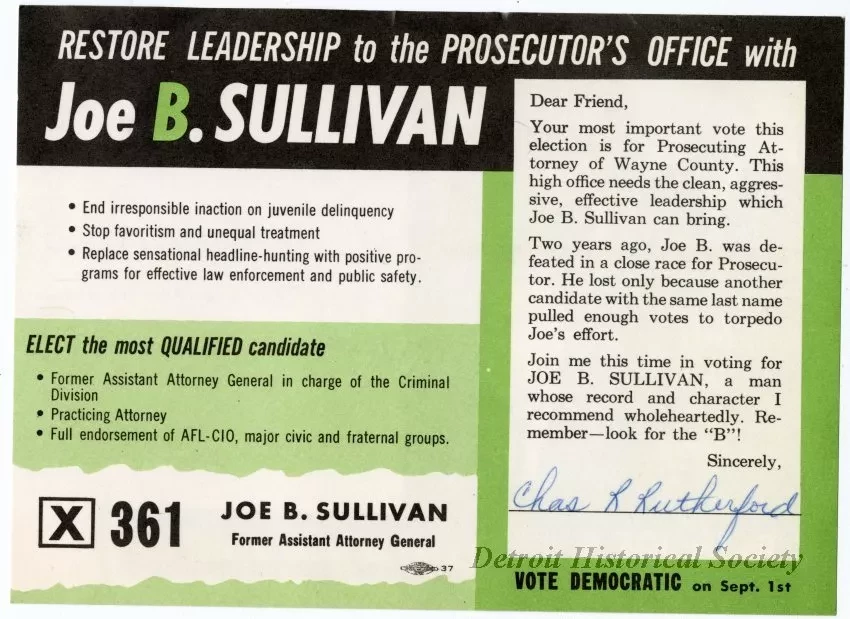 RESTORE LEADERSHIP to the PROSECUTOR'S OFFICE with
Joe B. SULLIVAN
• End irresponsible inaction on juvenile delinquency
• Stop favoritism and unequal treatment
• Replace sensational headline-hunting with positive pro-
grams for effective law enforcement and public safety.
ELECT the most QUALIFIED candidate
• Former Assistant Attorney General in charge of the Criminal
Division
• Practicing Attorney
• Full endorsement of AFL-CIO, major civic and fraternal groups.
X 361 JOE B. SULLIVAN
Former Assistant Attorney General
37
Dear Friend,
Your most important vote this
election is for Prosecuting At-
torney of Wayne County. This
high office needs the clean, aggres-
sive, effective leadership which
Joe B. Sullivan can bring.
Two years ago, Joe B. was de-
feated in a close race for Prosecu-
tor. He lost only because another
candidate with the same last name
pulled enough votes to torpedo
Joe's effort.
Join me this time in voting for
JOE B. SULLIVAN, a man
whose record and character I
recommend wholeheartedly. Re-
member—look for the "B"!
Sincerely,
Chas R Rutherford
Detroit Historical Society
VOTE DEMOCRATIC on Sept. 1st